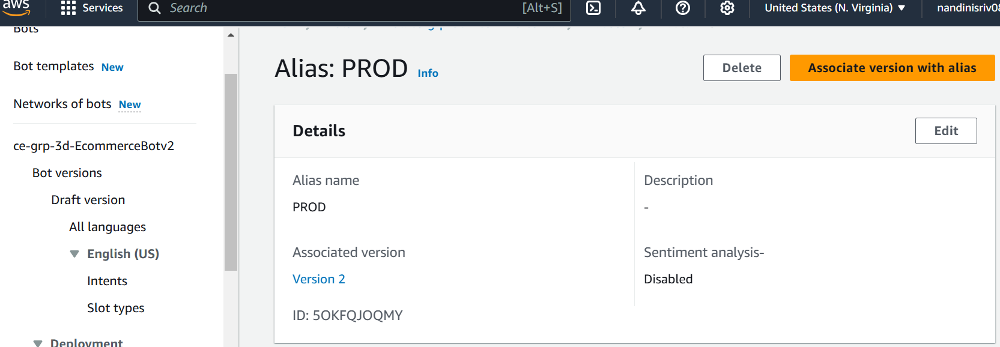 aws Services Search [Alt+S] United States (N. Virginia) ▼ nandinisriv08
Bots
Bot templates New
Networks of bots New
ce-grp-3d-EcommerceBotv2
Bot versions
Draft version
All languages
English (US)
Intents
Slot types
Deployment
Alias: PROD Info
Delete
Associate version with alias
Details
Edit
Alias name
PROD
Description
-
Associated version
Version 2
Sentiment analysis-
Disabled
ID: 5OKFQJOQMY